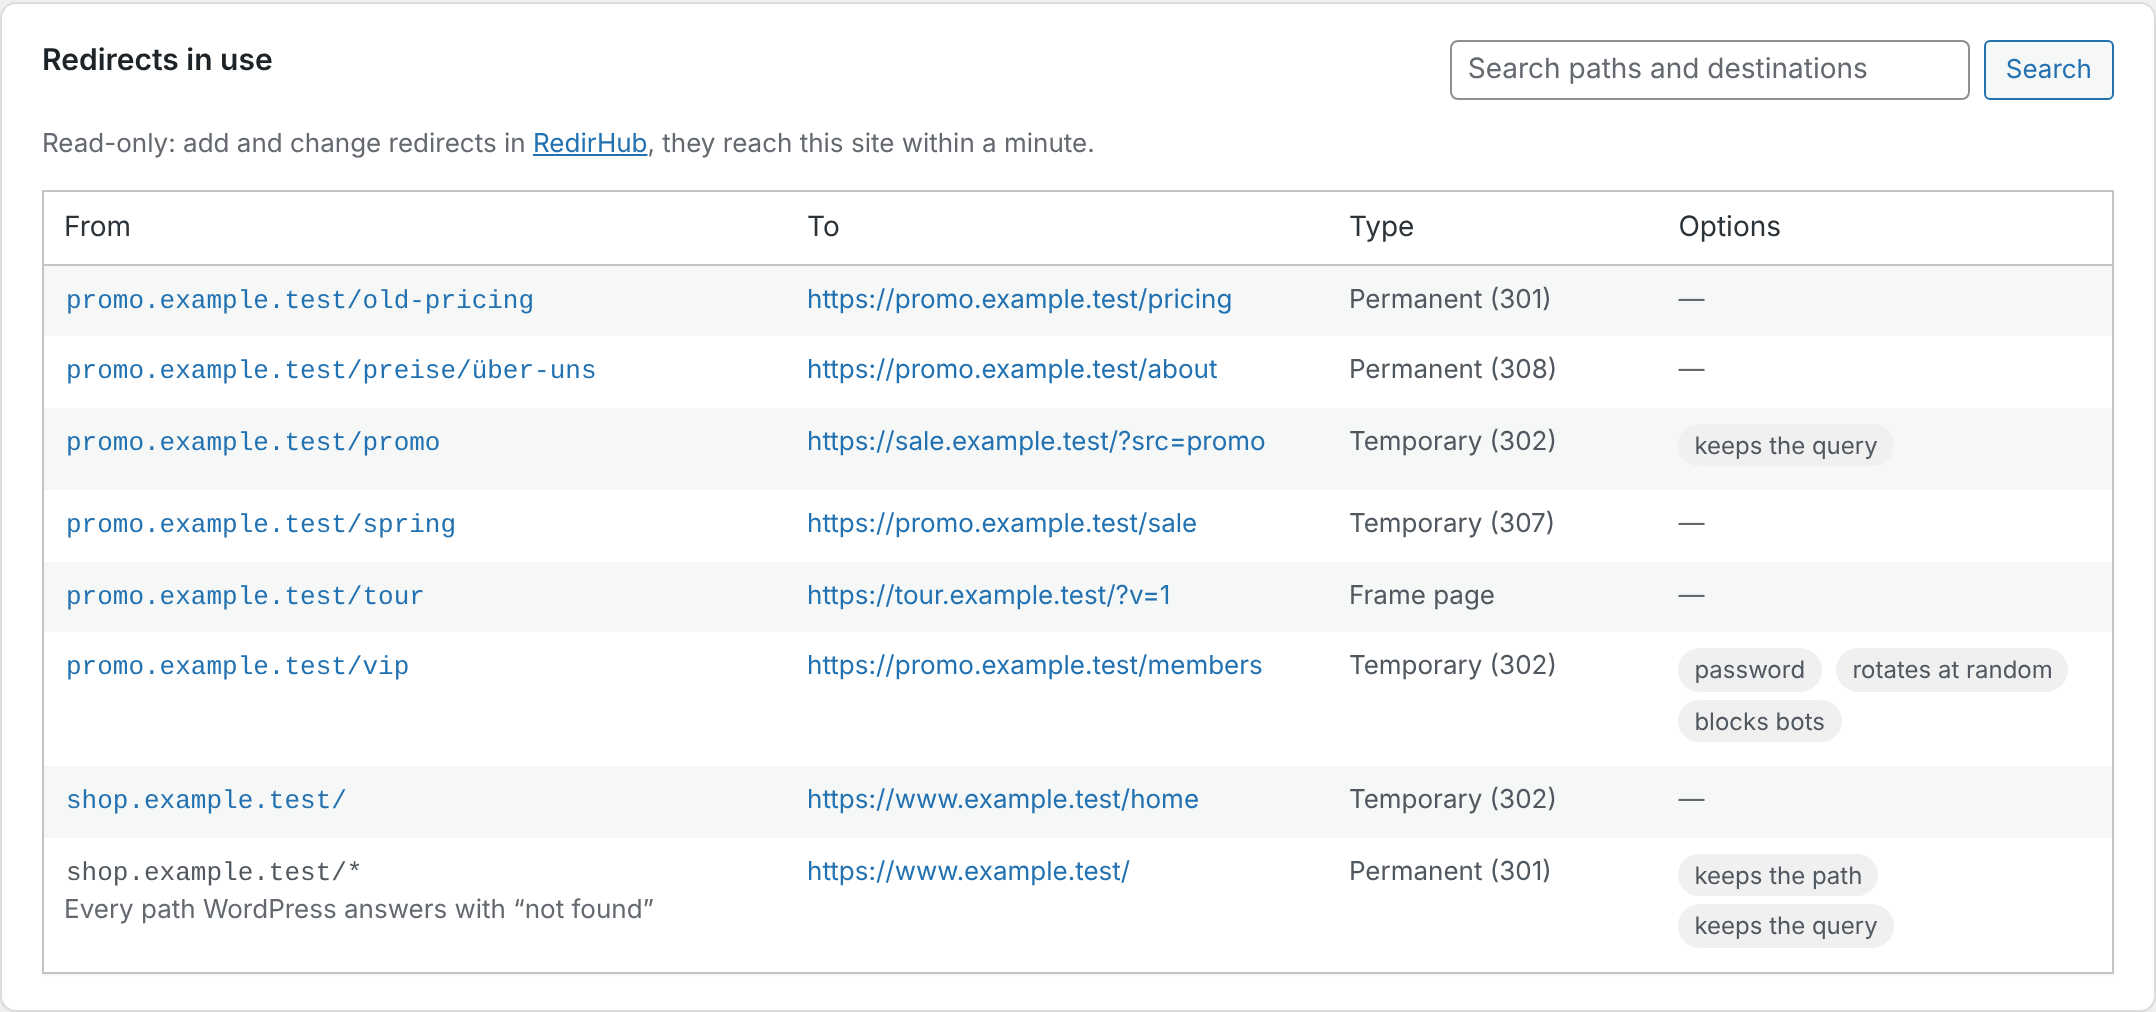 Redirects in use
Search paths and destinations
Search
Read-only: add and change redirects in RedirHub, they reach this site within a minute.
From To Type Options
promo.example.test/old-pricing https://promo.example.test/pricing Permanent (301) —
promo.example.test/preise/über-uns https://promo.example.test/about Permanent (308) —
promo.example.test/promo https://sale.example.test/?src=promo Temporary (302) keeps the query
promo.example.test/spring https://promo.example.test/sale Temporary (307) —
promo.example.test/tour https://tour.example.test/?v=1 Frame page —
promo.example.test/vip https://promo.example.test/members Temporary (302) password rotates at random
blocks bots
shop.example.test/ https://www.example.test/home Temporary (302) —
shop.example.test/* https://www.example.test/ Permanent (301) keeps the path
Every path WordPress answers with “not found”
keeps the query